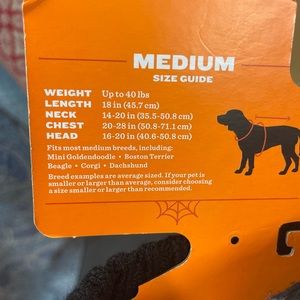 MEDIUM
SIZE GUIDE
WEIGHT Up to 40 lbs
LENGTH 18 in (45.7 cm)
NECK 14-20 in (35.5-50.8 cm)
CHEST 20-28 in (50.8-71.1 cm)
HEAD 16-20 in (40.6-50.8 cm)
Fits most medium breeds, including:
Mini Goldendoodle • Boston Terrier
Beagle • Corgi • Dachshund
Breed examples are average sized. If your pet is
smaller or larger than average, consider choosing
a size smaller or larger than recommended.